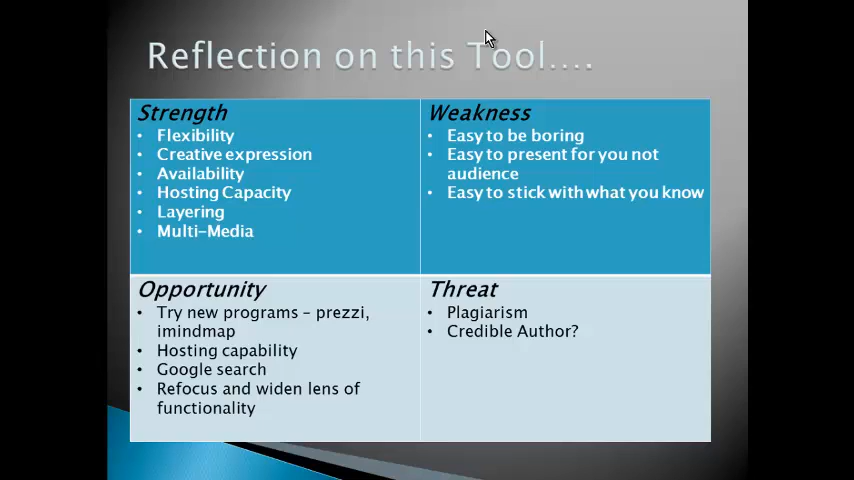 Reflection on this Tool....
Strength
• Flexibility
• Creative expression
• Availability
• Hosting Capacity
• Layering
• Multi-Media
Weakness
• Easy to be boring
• Easy to present for you not
audience
• Easy to stick with what you know
Opportunity
• Try new programs – prezzi,
imindmap
• Hosting capability
• Google search
• Refocus and widen lens of
functionality
Threat
• Plagiarism
• Credible Author?